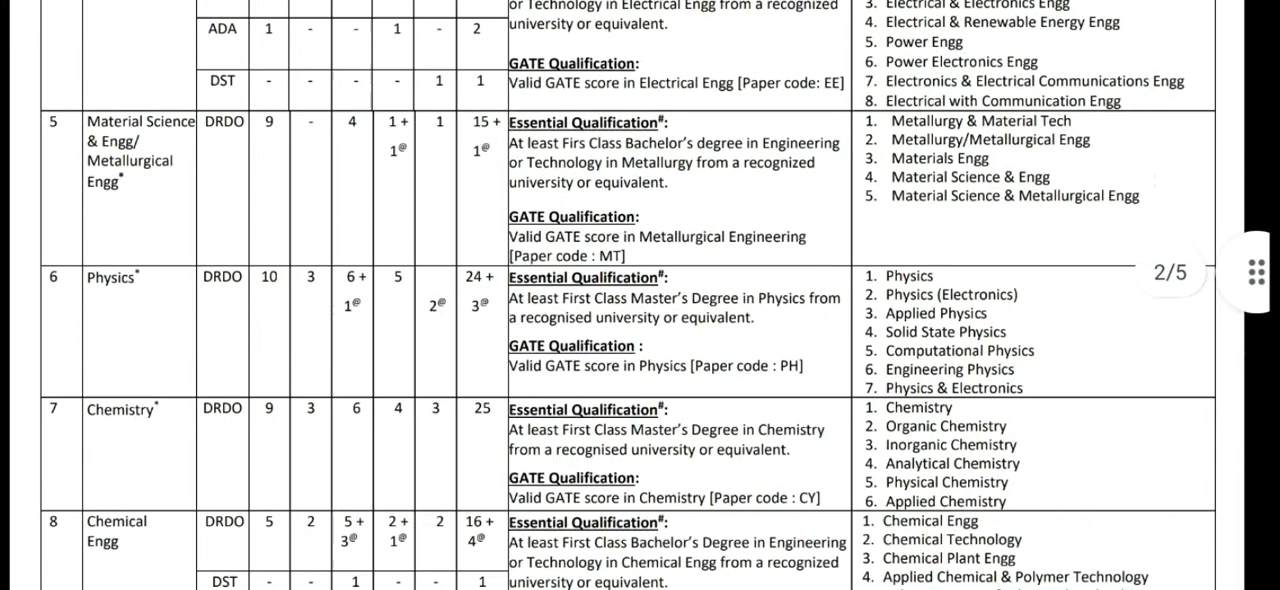 or Technology in Electrical Engg from a recognized
university or equivalent.
GATE Qualification:
Valid GATE score in Electrical Engg [Paper code: EE]
3. Electrical & Electronics Engg
4. Electrical & Renewable Energy Engg
5. Power Engg
6. Power Electronics Engg
7. Electronics & Electrical Communications Engg
8. Electrical with Communication Engg
ADA 1 - - 1 - 2
DST - - - - 1 1
5 Material Science DRDO 9 - 4 1 + 1 15 +
& Engg/ 1@ 1@
Metallurgical
Engg*
Essential Qualification#:
At least Firs Class Bachelor's degree in Engineering
or Technology in Metallurgy from a recognized
university or equivalent.
GATE Qualification:
Valid GATE score in Metallurgical Engineering
[Paper code : MT]
1. Metallurgy & Material Tech
2. Metallurgy/Metallurgical Engg
3. Materials Engg
4. Material Science & Engg
5. Material Science & Metallurgical Engg
6 Physics* DRDO 10 3 6 + 5 24 +
1@ 2@ 3@
Essential Qualification#:
At least First Class Master's Degree in Physics from
a recognised university or equivalent.
GATE Qualification :
Valid GATE score in Physics [Paper code : PH]
1. Physics
2. Physics (Electronics)
3. Applied Physics
4. Solid State Physics
5. Computational Physics
6. Engineering Physics
7. Physics & Electronics
2/5
7 Chemistry* DRDO 9 3 6 4 3 25
Essential Qualification#:
At least First Class Master's Degree in Chemistry
from a recognised university or equivalent.
GATE Qualification:
Valid GATE score in Chemistry [Paper code : CY]
1. Chemistry
2. Organic Chemistry
3. Inorganic Chemistry
4. Analytical Chemistry
5. Physical Chemistry
6. Applied Chemistry
8 Chemical DRDO 5 2 5 + 2 + 2 16 +
Engg 3@ 1@ 4@
DST - - 1 - - 1
Essential Qualification#:
At least First Class Bachelor's Degree in Engineering
or Technology in Chemical Engg from a recognized
university or equivalent.
1. Chemical Engg
2. Chemical Technology
3. Chemical Plant Engg
4. Applied Chemical & Polymer Technology